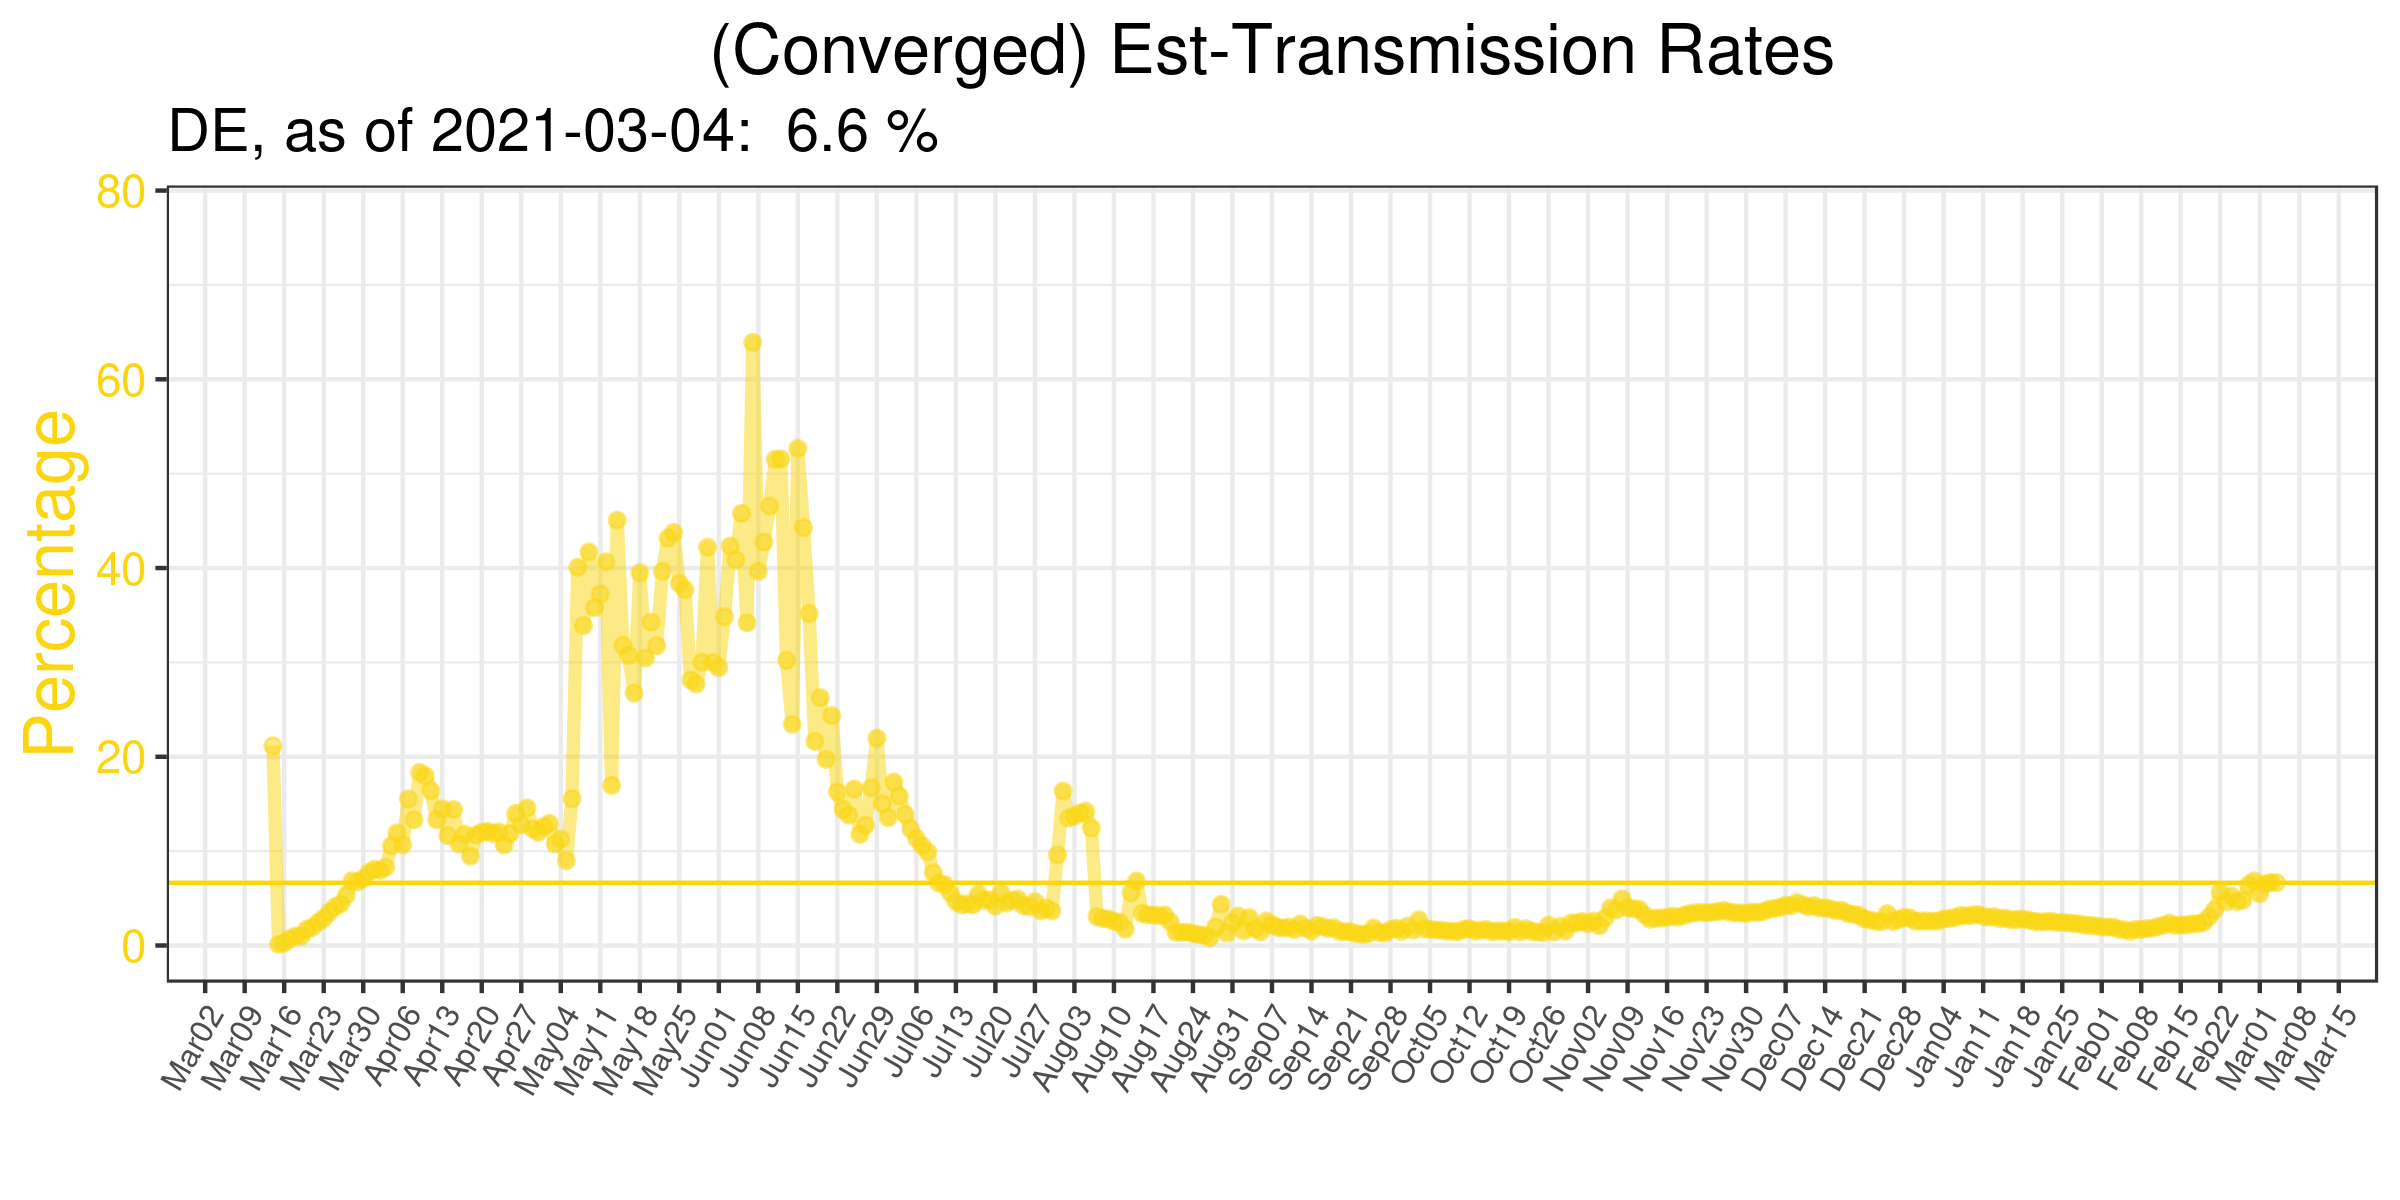 (Converged) Est-Transmission Rates
DE, as of 2021-03-04:  6.6 %
Percentage
80
60
40
20
0
Mar02
Mar09
Mar16
Mar23
Mar30
Apr06
Apr13
Apr20
Apr27
May04
May11
May18
May25
Jun01
Jun08
Jun15
Jun22
Jun29
Jul06
Jul13
Jul20
Jul27
Aug03
Aug10
Aug17
Aug24
Aug31
Sep07
Sep14
Sep21
Sep28
Oct05
Oct12
Oct19
Oct26
Nov02
Nov09
Nov16
Nov23
Nov30
Dec07
Dec14
Dec21
Dec28
Jan04
Jan11
Jan18
Jan25
Feb01
Feb08
Feb15
Feb22
Mar01
Mar08
Mar15